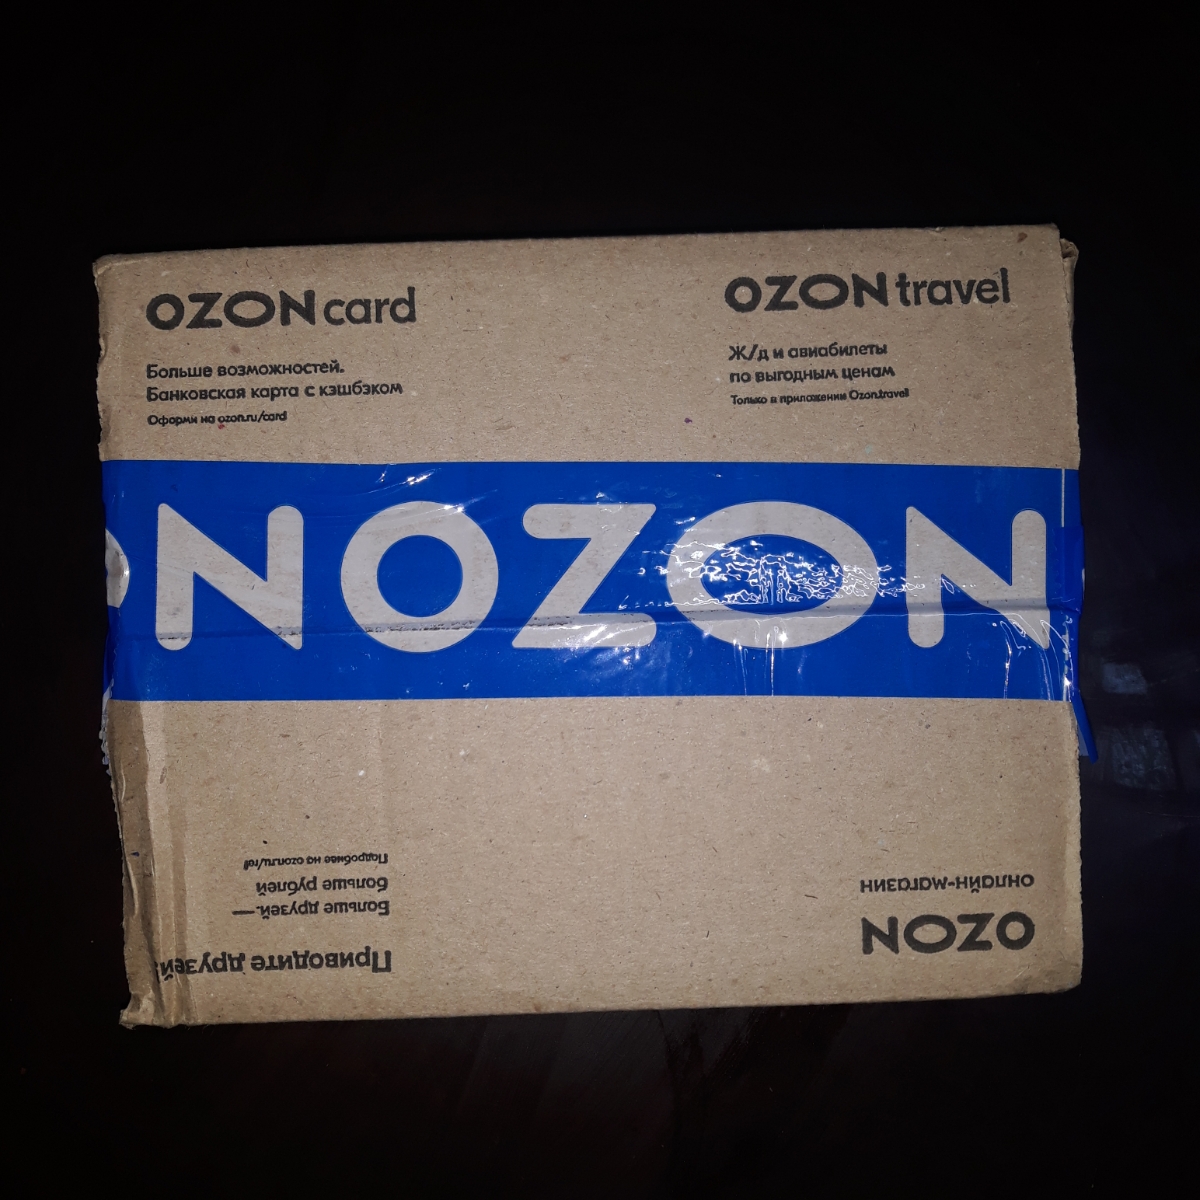 OZON card
Больше возможностей.
Банковская карта с кэшбэком
Оформи на ozon.ru/card
OZON travel
Ж/д и авиабилеты
по выгодным ценам
Только в приложении Ozon.travel
N OZON
OZON
онлайн-магазин
Приводите друзей
Больше друзей —
больше рублей
Подробнее на ozon.ru/ref